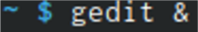 ~ $ gedit &